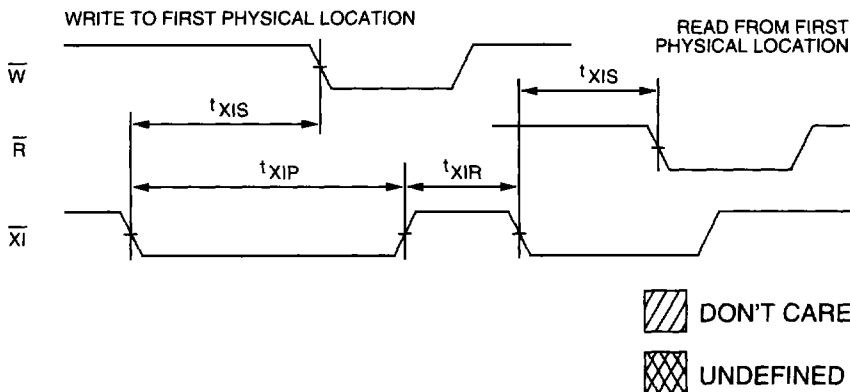 WRITE TO FIRST PHYSICAL LOCATION
READ FROM FIRST
PHYSICAL LOCATION
W
tXIS
tXIS
R
tXIP
tXIR
XI
DON'T CARE
UNDEFINED